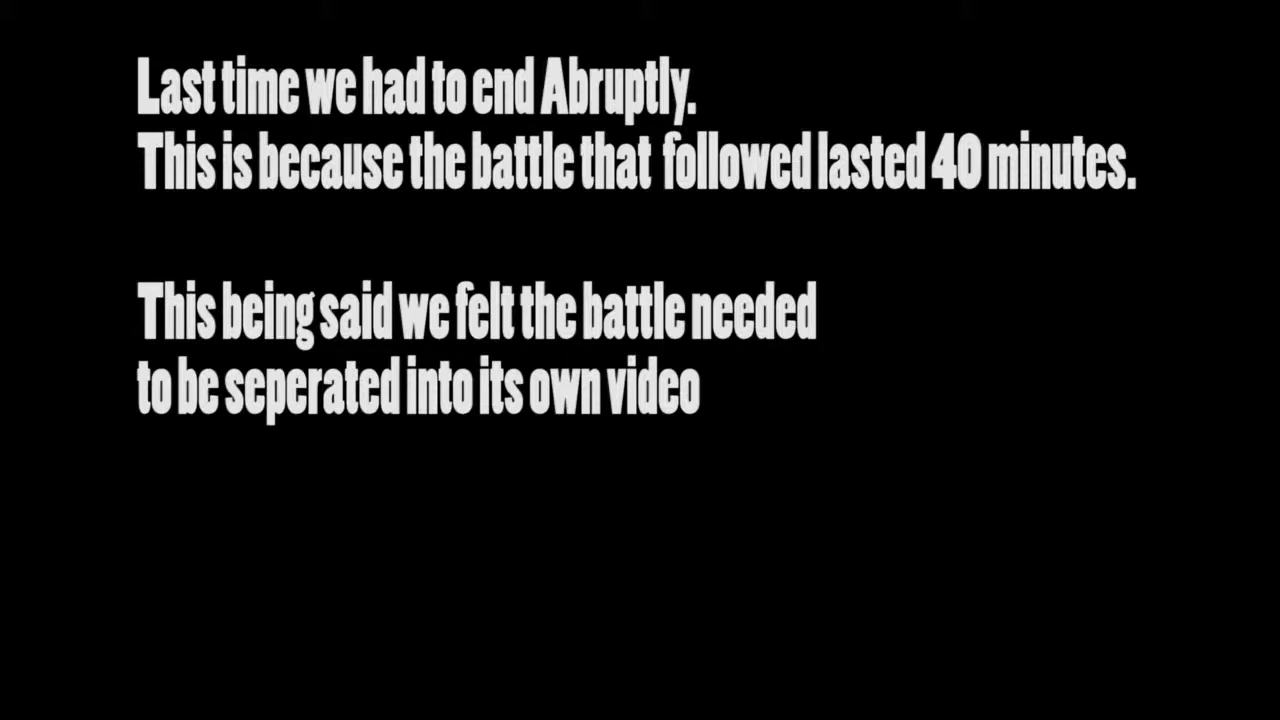 Last time we had to end Abruptly.
This is because the battle that followed lasted 40 minutes.
This being said we felt the battle needed
to be seperated into its own video